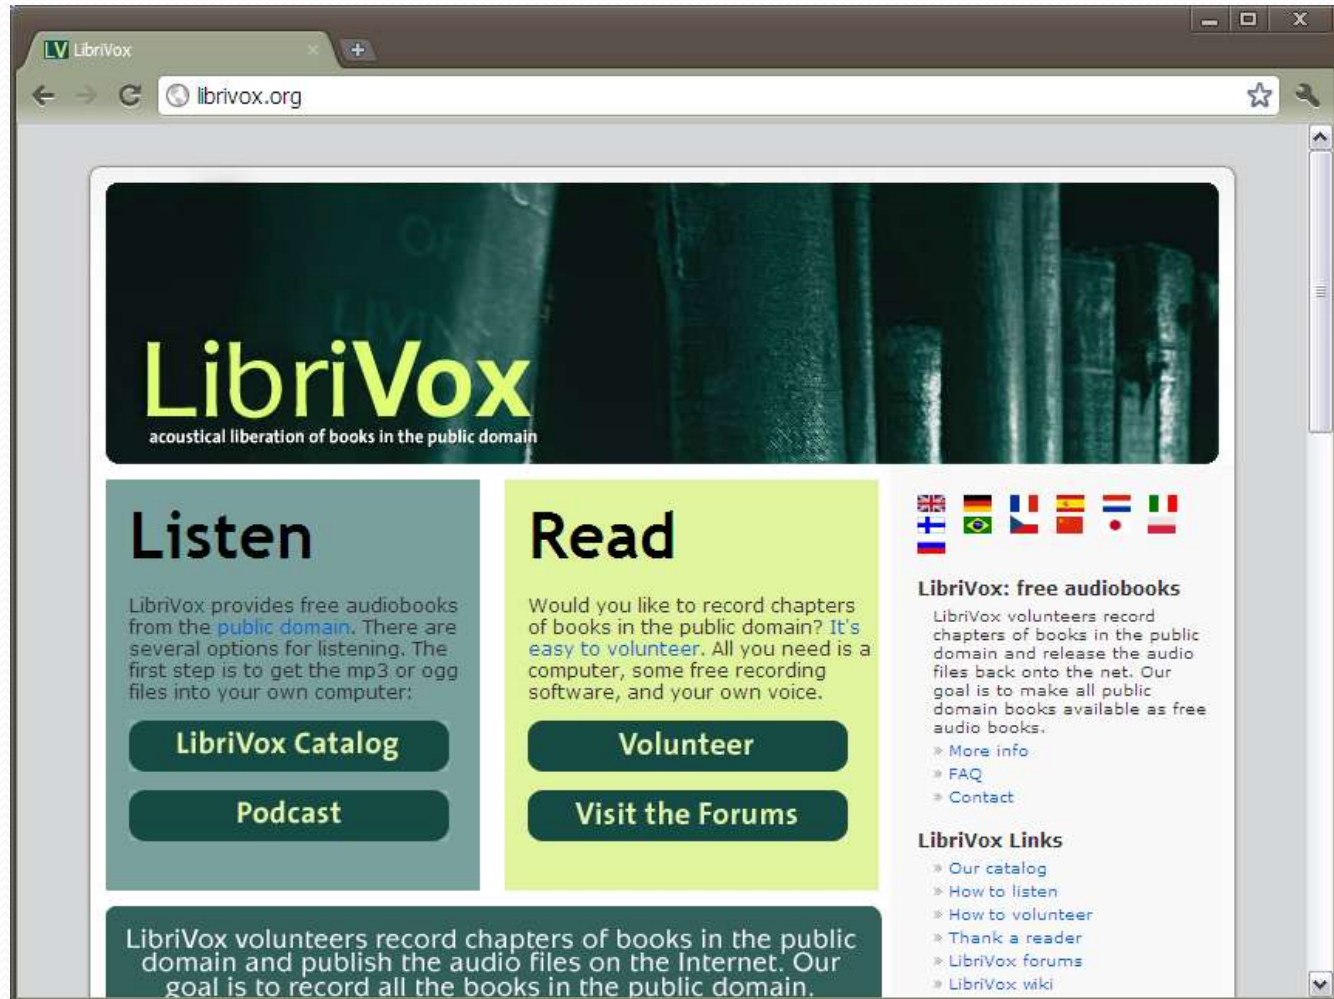 LV LibriVox
librivox.org
OF
LIVING
LibriVox
acoustical liberation of books in the public domain
Listen
LibriVox provides free audiobooks
from the public domain. There are
several options for listening. The
first step is to get the mp3 or ogg
files into your own computer:
LibriVox Catalog
Podcast
Read
Would you like to record chapters
of books in the public domain? It's
easy to volunteer. All you need is a
computer, some free recording
software, and your own voice.
Volunteer
Visit the Forums
LibriVox volunteers record chapters of books in the public
domain and publish the audio files on the Internet. Our
goal is to record all the books in the public domain.
LibriVox: free audiobooks
LibriVox volunteers record
chapters of books in the public
domain and release the audio
files back onto the net. Our
goal is to make all public
domain books available as free
audio books.
» More info
» FAQ
» Contact
LibriVox Links
» Our catalog
» How to listen
» How to volunteer
» Thank a reader
» LibriVox forums
» LibriVox wiki